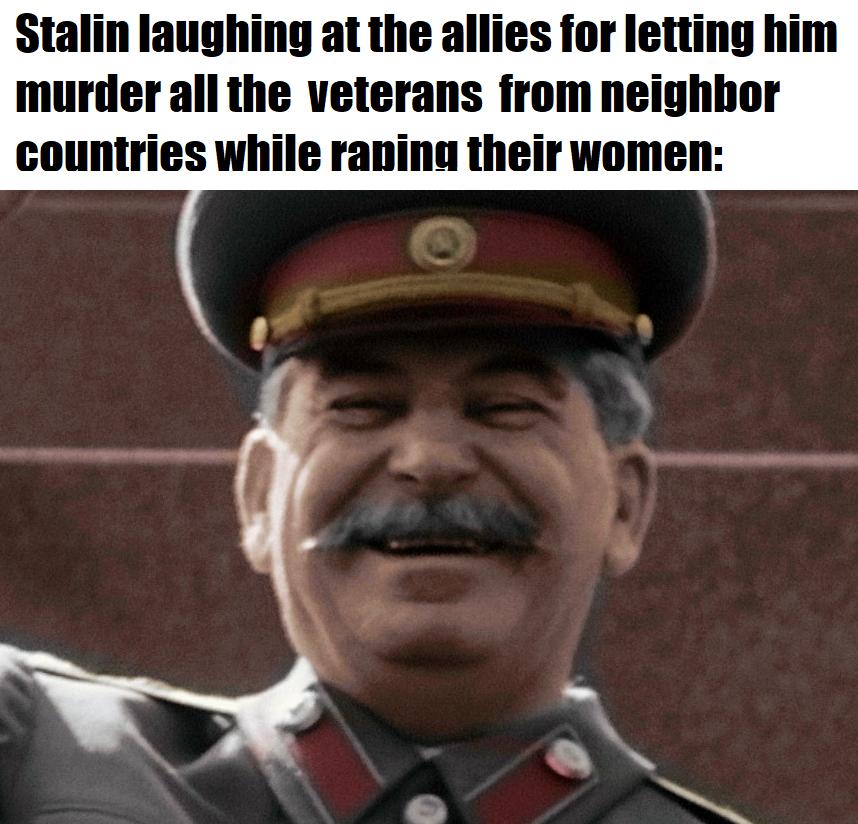 Stalin laughing at the allies for letting him
murder all the veterans from neighbor
countries while raping their women: